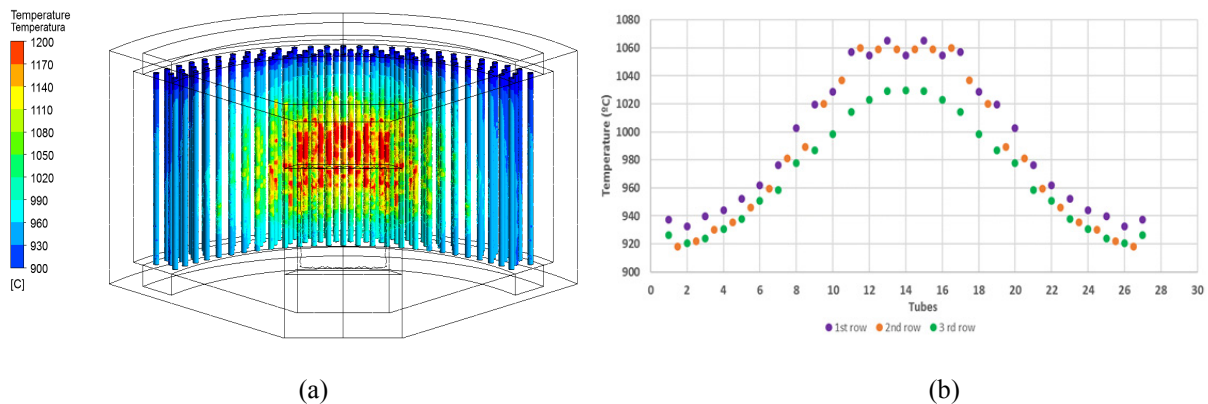 Temperature
Temperatura
1200
1170
1140
1110
1080
1050
1020
990
960
930
900
[C]
(a)
1080
1060
1040
1020
1000
980
960
940
920
900
Temperature (ºC)
0 2 4 6 8 10 12 14 16 18 20 22 24 26 28 30
Tubes
1st row 2nd row 3 rd row
(b)